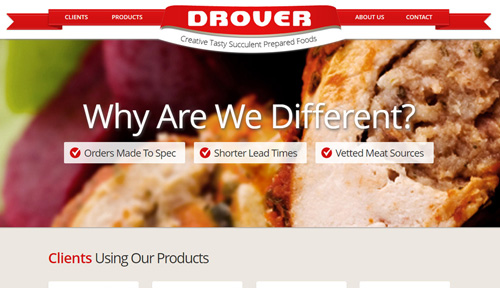 CLIENTS PRODUCTS DROVER ABOUT US CONTACT
Creative Tasty Succulent Prepared Foods
Why Are We Different?
Orders Made To Spec Shorter Lead Times Vetted Meat Sources
Clients Using Our Products